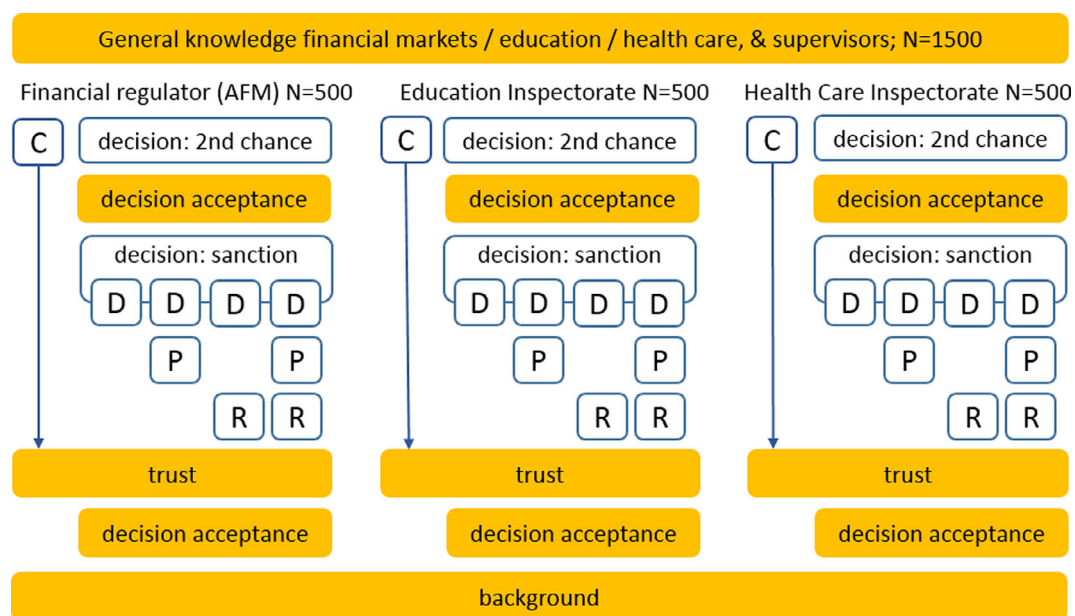 General knowledge financial markets / education / health care, & supervisors; N=1500
Financial regulator (AFM) N=500
C
decision: 2nd chance
decision acceptance
decision: sanction
D D D D
P P
R R
trust
decision acceptance
Education Inspectorate N=500
C
decision: 2nd chance
decision acceptance
decision: sanction
D D D D
P P
R R
trust
decision acceptance
Health Care Inspectorate N=500
C
decision: 2nd chance
decision acceptance
decision: sanction
D D D D
P P
R R
trust
decision acceptance
background